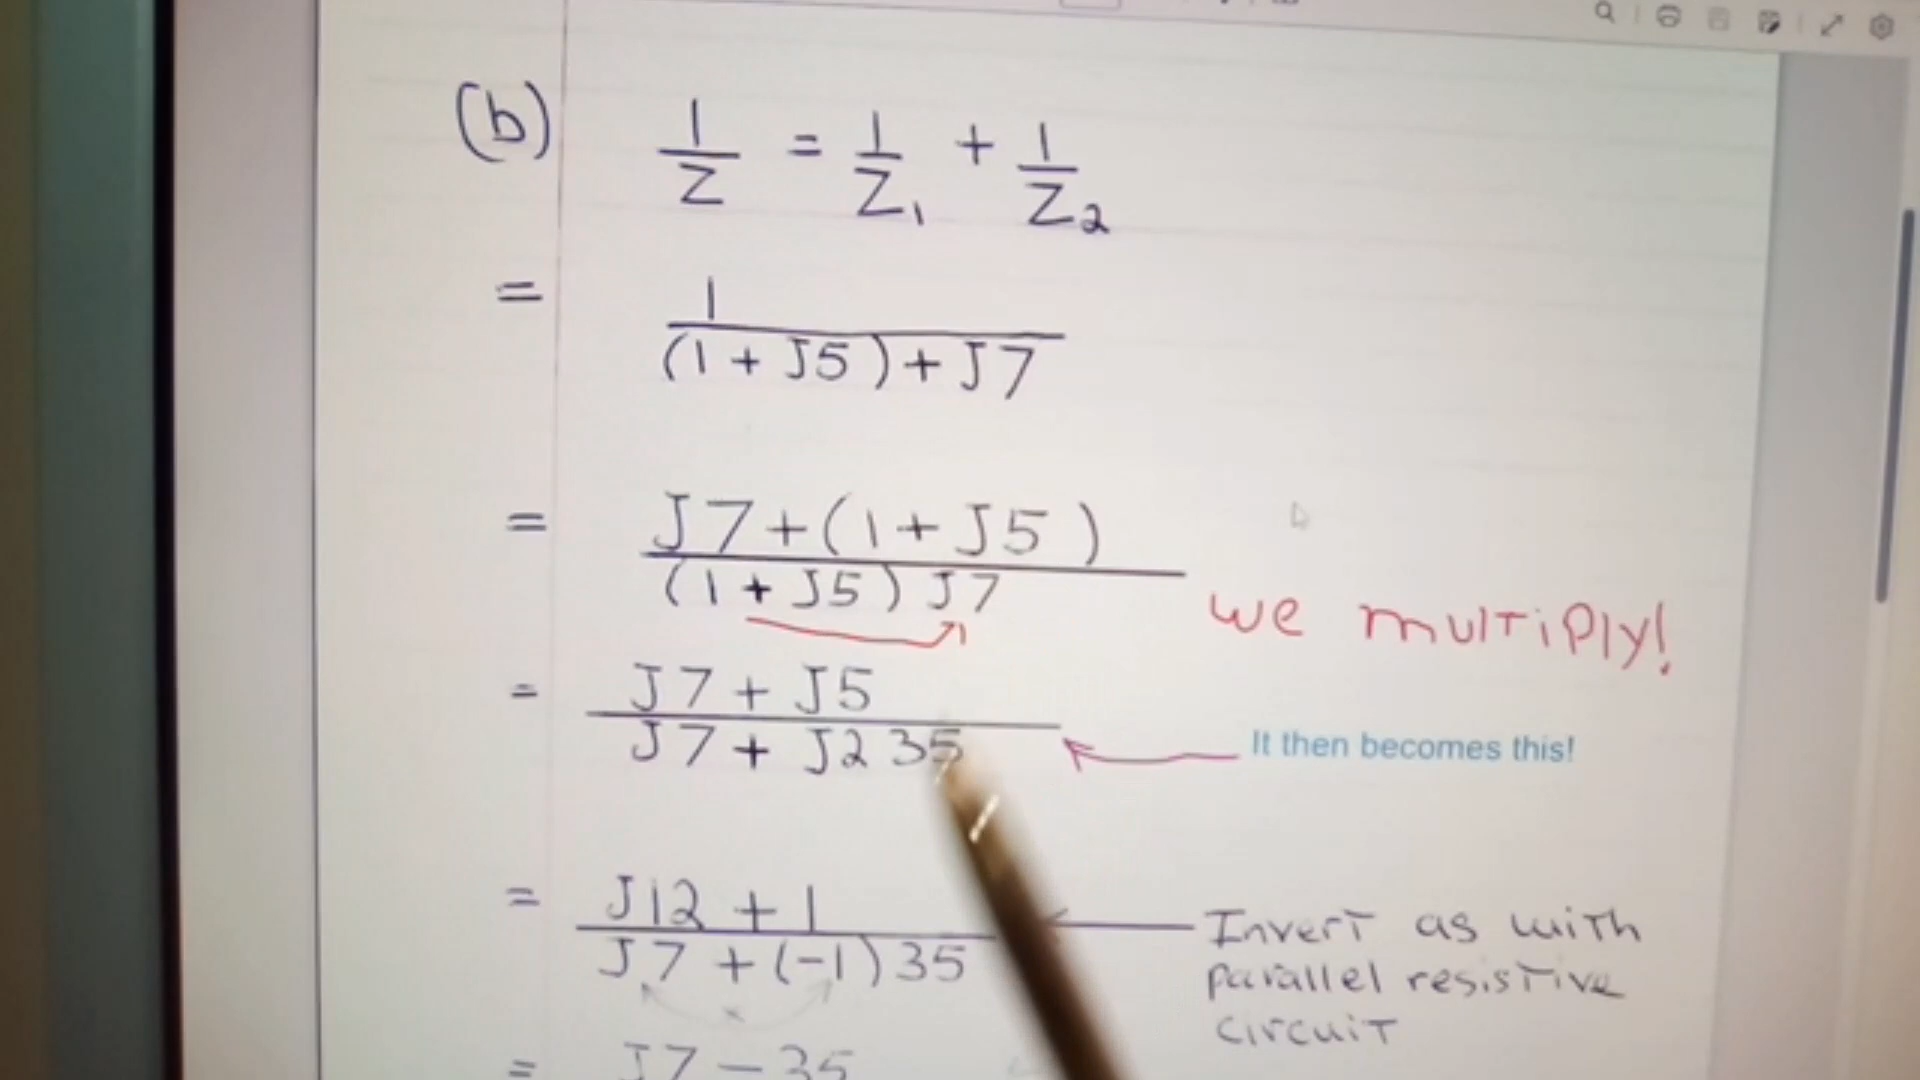 (b) 1/Z = 1/Z₁ + 1/Z₂
= 1/((1 + J5) + J7)
= (J7 + (1 + J5))/((1 + J5) J7)
we multiply!
= (J7 + J5)/(J7 + J2 35)
It then becomes this!
= (J12 + 1)/(J7 + (-1) 35)
Invert as with
parallel resistive
circuit
= J7 - 35